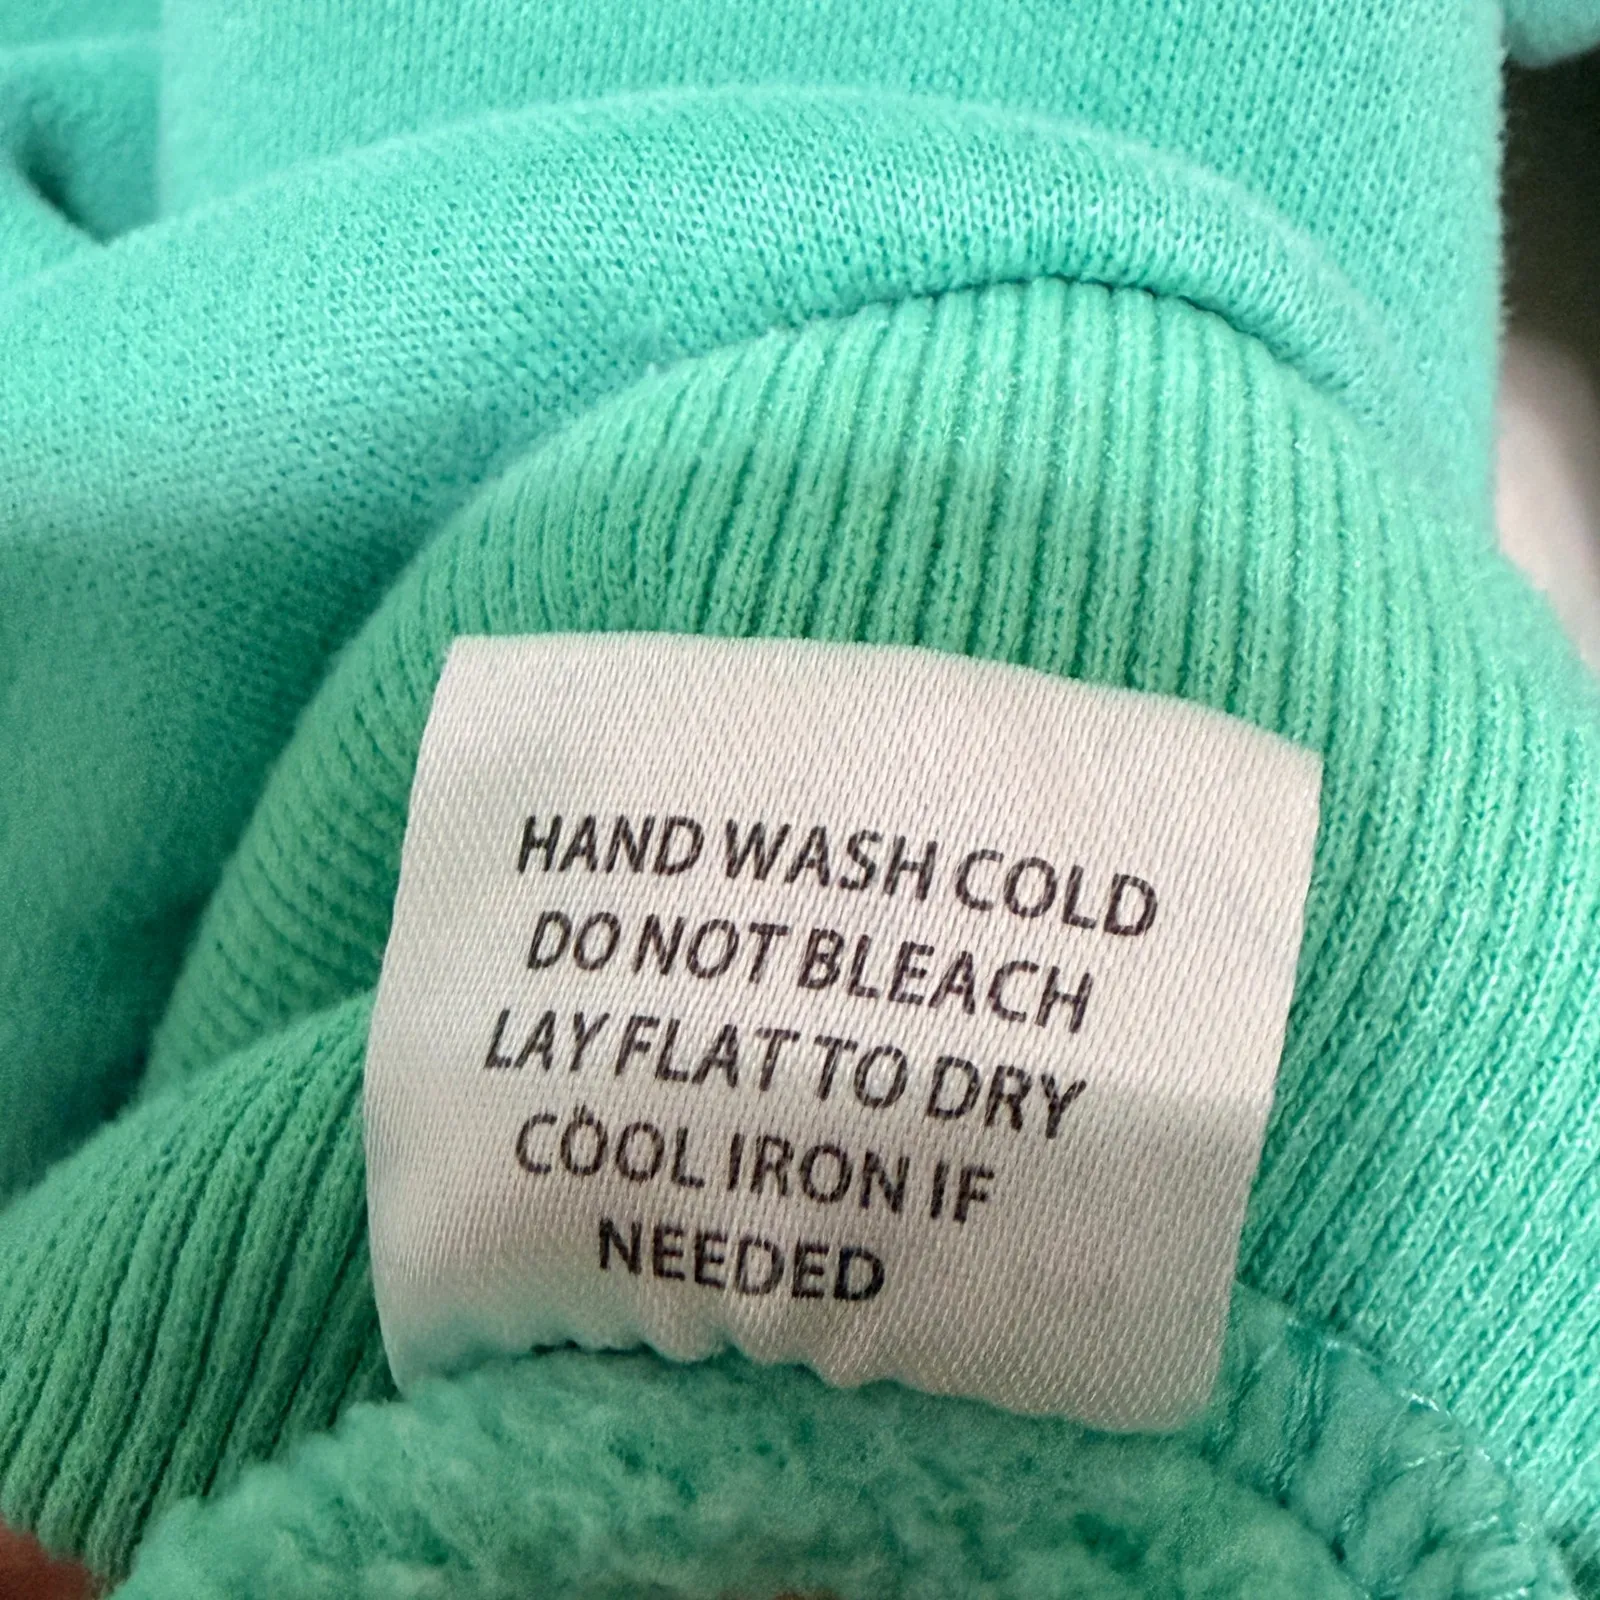 HAND WASH COLD
DO NOT BLEACH
LAY FLAT TO DRY
COOL IRON IF
NEEDED